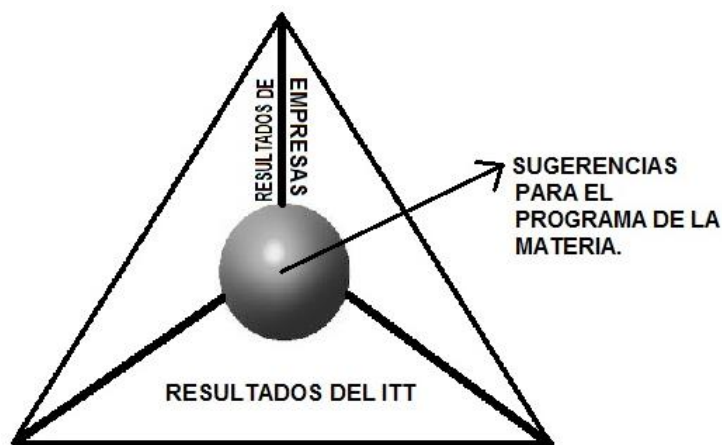 RESULTADOS DE
EMPRESAS
SUGERENCIAS
PARA EL
PROGRAMA DE LA
MATERIA.
RESULTADOS DEL ITT